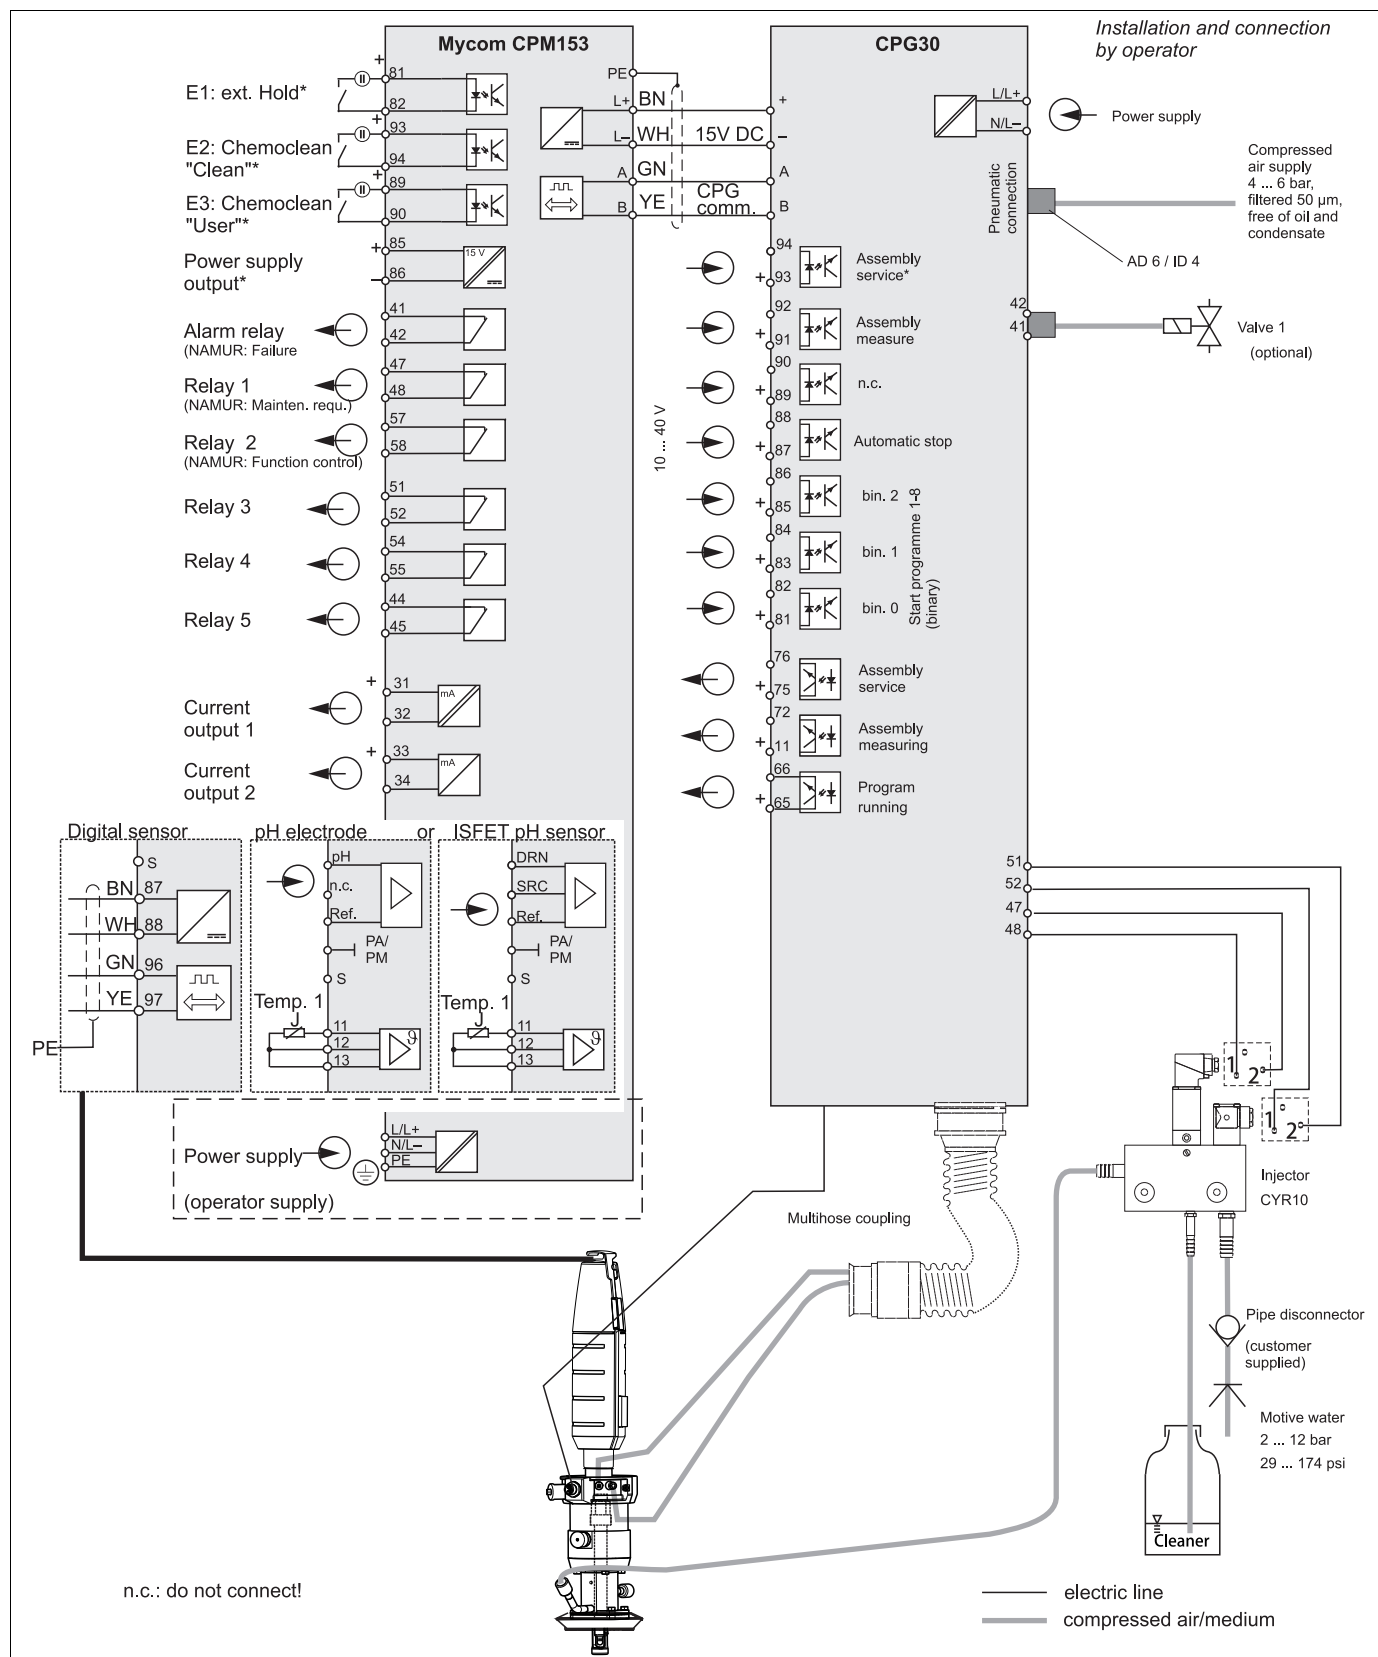 Mycom CPM153
CPG30
Installation and connection
by operator
+
81
E1: ext. Hold*
82
+
93
E2: Chemoclean
"Clean"*
94
+
89
E3: Chemoclean
"User"*
90
+
85
15 V
Power supply
output*
–
86
41
Alarm relay
42
(NAMUR: Failure
47
Relay 1
48
(NAMUR: Mainten. requ.)
57
Relay 2
58
(NAMUR: Function control)
51
Relay 3
52
54
Relay 4
55
44
Relay 5
45
+
31
mA
Current
output 1
32
+
33
mA
Current
output 2
34
PE
L+
BN
+
L–
WH
15V DC
–
A
GN
A
B
YE
CPG
comm.
B
10 ... 40 V
94
+
93
Assembly
service*
92
+
91
Assembly
measure
90
+
89
n.c.
88
+
87
Automatic stop
86
+
85
bin. 2
84
+
83
bin. 1
82
+
81
bin. 0
Start programme 1-8
(binary)
76
+
75
Assembly
service
72
+
11
Assembly
measuring
66
+
65
Program
running
L/L+
N/L–
Power supply
Pneumatic
connection
Compressed
air supply
4 ... 6 bar,
filtered 50 µm,
free of oil and
condensate
AD 6 / ID 4
42
41
Valve 1
(optional)
51
52
47
48
Digital sensor
S
BN
87
WH
88
GN
96
YE
97
PE
pH electrode
or
ISFET pH sensor
pH
n.c.
Ref.
PA/
PM
S
Temp. 1
11
12
13
ϑ
DRN
SRC
Ref.
PA/
PM
S
Temp. 1
11
12
13
ϑ
L/L+
N/L–
PE
Power supply
(operator supply)
Multihose coupling
1
2
1
2
Injector
CYR10
Pipe disconnector
(customer
supplied)
Motive water
2 ... 12 bar
29 ... 174 psi
Cleaner
n.c.: do not connect!
electric line
compressed air/medium